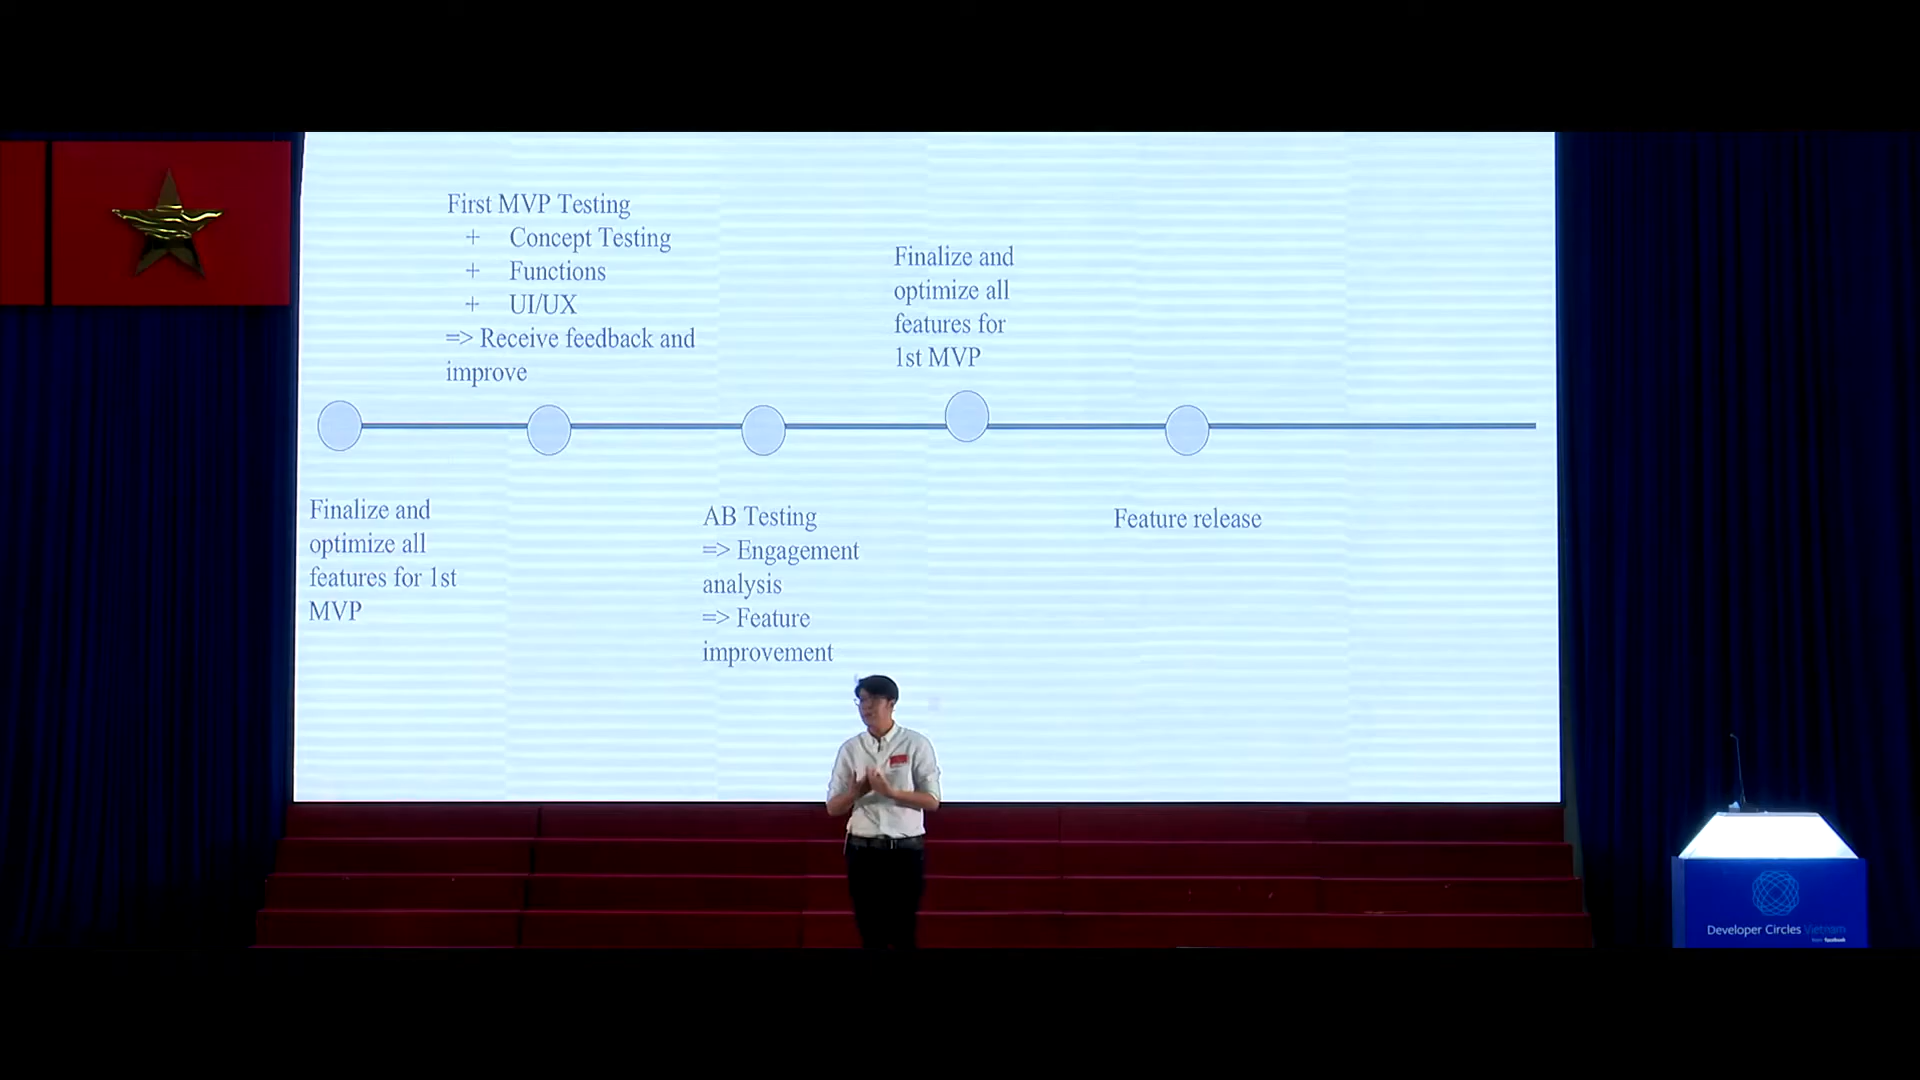 First MVP Testing
+ Concept Testing
+ Functions
+ UI/UX
=> Receive feedback and
improve
Finalize and
optimize all
features for
1st MVP
Finalize and
optimize all
features for 1st
MVP
AB Testing
=> Engagement
analysis
=> Feature
improvement
Feature release
Developer Circles Vietnam
from facebook